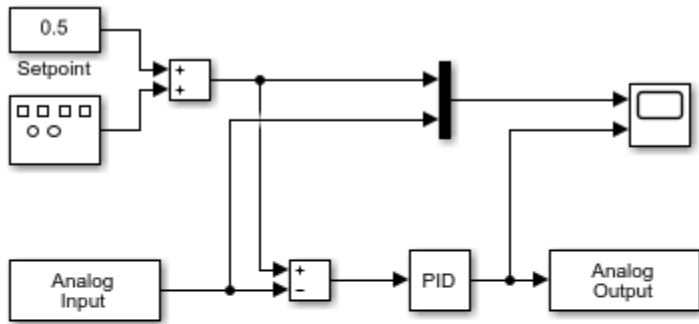 0.5
Setpoint
+
+
Analog
Input
+
−
PID
Analog
Output